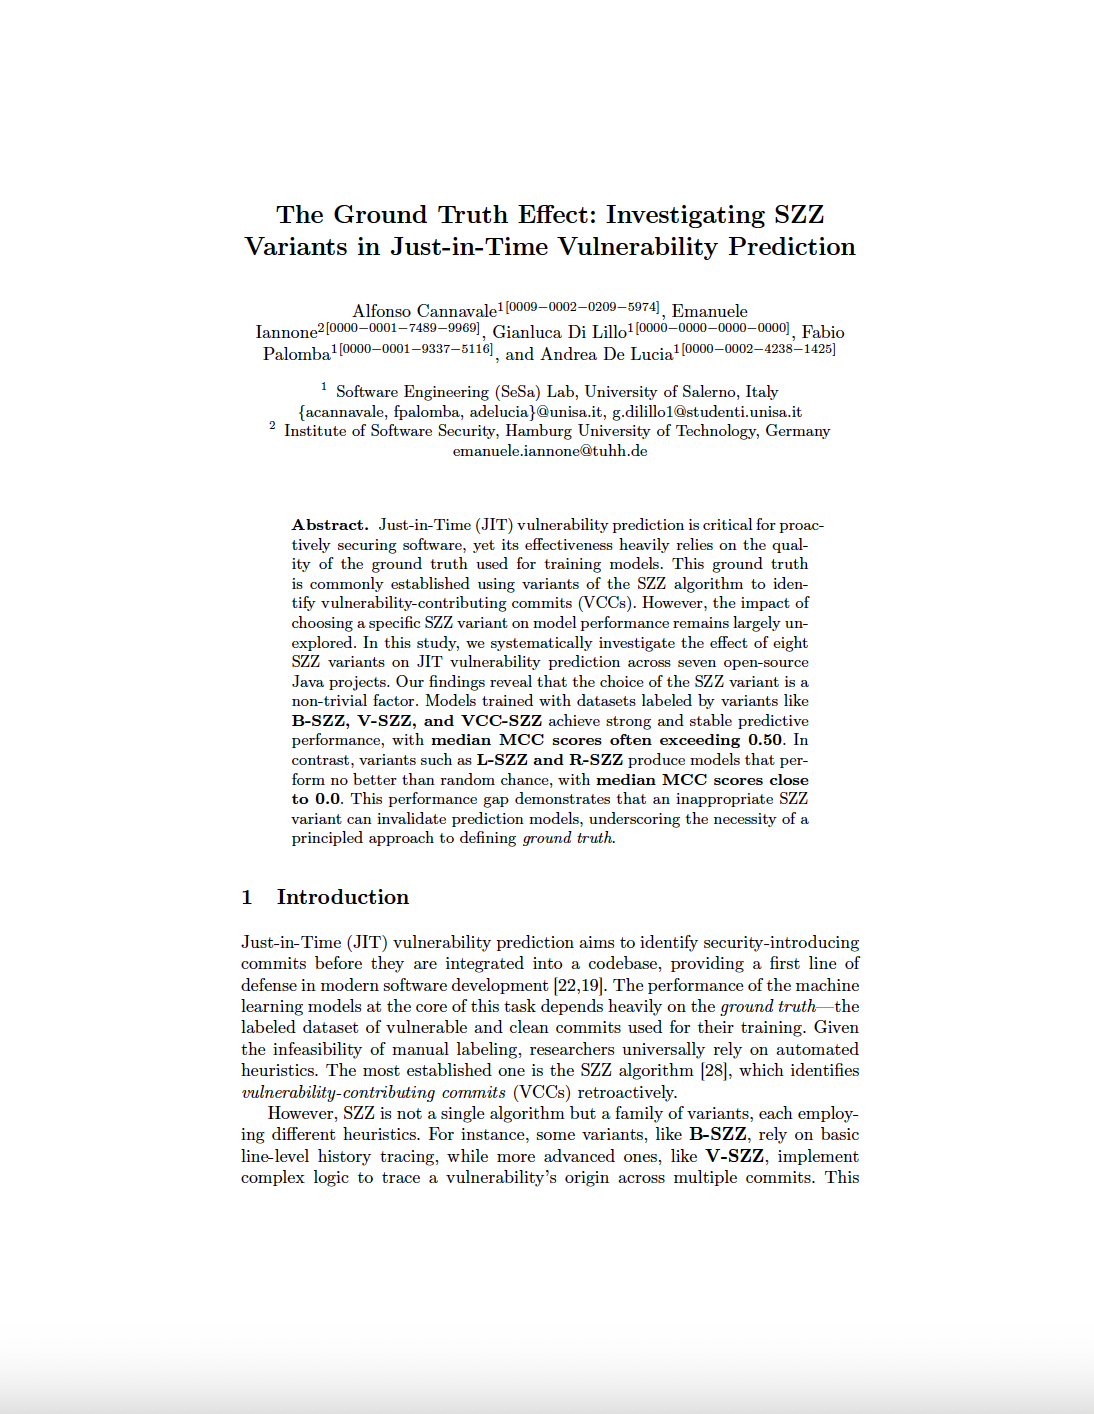 The Ground Truth Effect: Investigating SZZ
Variants in Just-in-Time Vulnerability Prediction
Alfonso Cannavale1[0009−0002−0209−5974], Emanuele
Iannone2[0000−0001−7489−9969], Gianluca Di Lillo1[0000−0000−0000−0000], Fabio
Palomba1[0000−0001−9337−5116], and Andrea De Lucia1[0000−0002−4238−1425]
1 Software Engineering (SeSa) Lab, University of Salerno, Italy
{acannavale, fpalomba, adelucia}@unisa.it, g.dilillo1@studenti.unisa.it
2 Institute of Software Security, Hamburg University of Technology, Germany
emanuele.iannone@tuhh.de
Abstract. Just-in-Time (JIT) vulnerability prediction is critical for proac-
tively securing software, yet its effectiveness heavily relies on the qual-
ity of the ground truth used for training models. This ground truth
is commonly established using variants of the SZZ algorithm to iden-
tify vulnerability-contributing commits (VCCs). However, the impact of
choosing a specific SZZ variant on model performance remains largely un-
explored. In this study, we systematically investigate the effect of eight
SZZ variants on JIT vulnerability prediction across seven open-source
Java projects. Our findings reveal that the choice of the SZZ variant is a
non-trivial factor. Models trained with datasets labeled by variants like
B-SZZ, V-SZZ, and VCC-SZZ achieve strong and stable predictive
performance, with median MCC scores often exceeding 0.50. In
contrast, variants such as L-SZZ and R-SZZ produce models that per-
form no better than random chance, with median MCC scores close
to 0.0. This performance gap demonstrates that an inappropriate SZZ
variant can invalidate prediction models, underscoring the necessity of a
principled approach to defining ground truth.
1 Introduction
Just-in-Time (JIT) vulnerability prediction aims to identify security-introducing
commits before they are integrated into a codebase, providing a first line of
defense in modern software development [22,19]. The performance of the machine
learning models at the core of this task depends heavily on the ground truth—the
labeled dataset of vulnerable and clean commits used for their training. Given
the infeasibility of manual labeling, researchers universally rely on automated
heuristics. The most established one is the SZZ algorithm [28], which identifies
vulnerability-contributing commits (VCCs) retroactively.
However, SZZ is not a single algorithm but a family of variants, each employ-
ing different heuristics. For instance, some variants, like B-SZZ, rely on basic
line-level history tracing, while more advanced ones, like V-SZZ, implement
complex logic to trace a vulnerability's origin across multiple commits. This